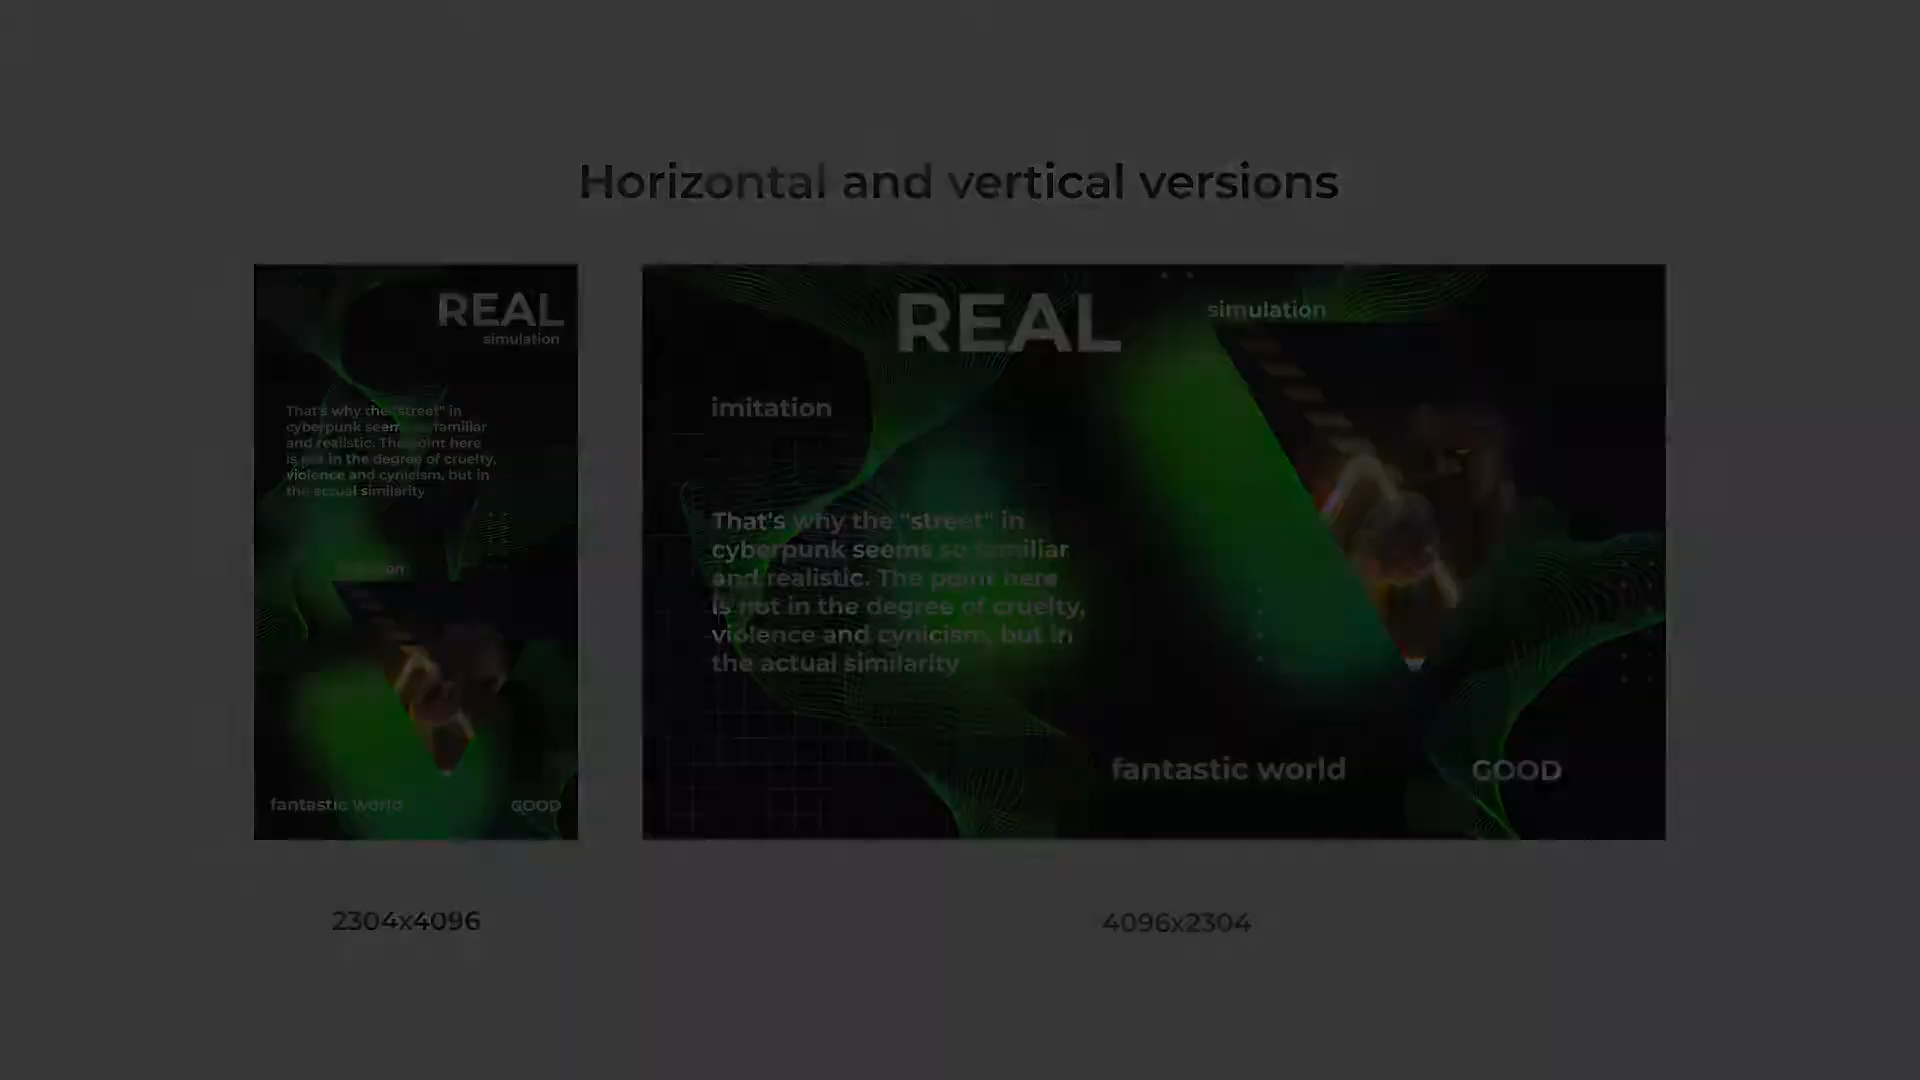 Horizontal and vertical versions
REAL
simulation
That's why the "street" in
cyberpunk seems so familiar
and realistic. The point here
is not in the degree of cruelty,
violence and cynicism, but in
the actual similarity
fantastic world
GOOD
2304x4096
REAL
simulation
imitation
That's why the "street" in
cyberpunk seems so familiar
and realistic. The point here
is not in the degree of cruelty,
violence and cynicism, but in
the actual similarity
fantastic world
GOOD
4096x2304